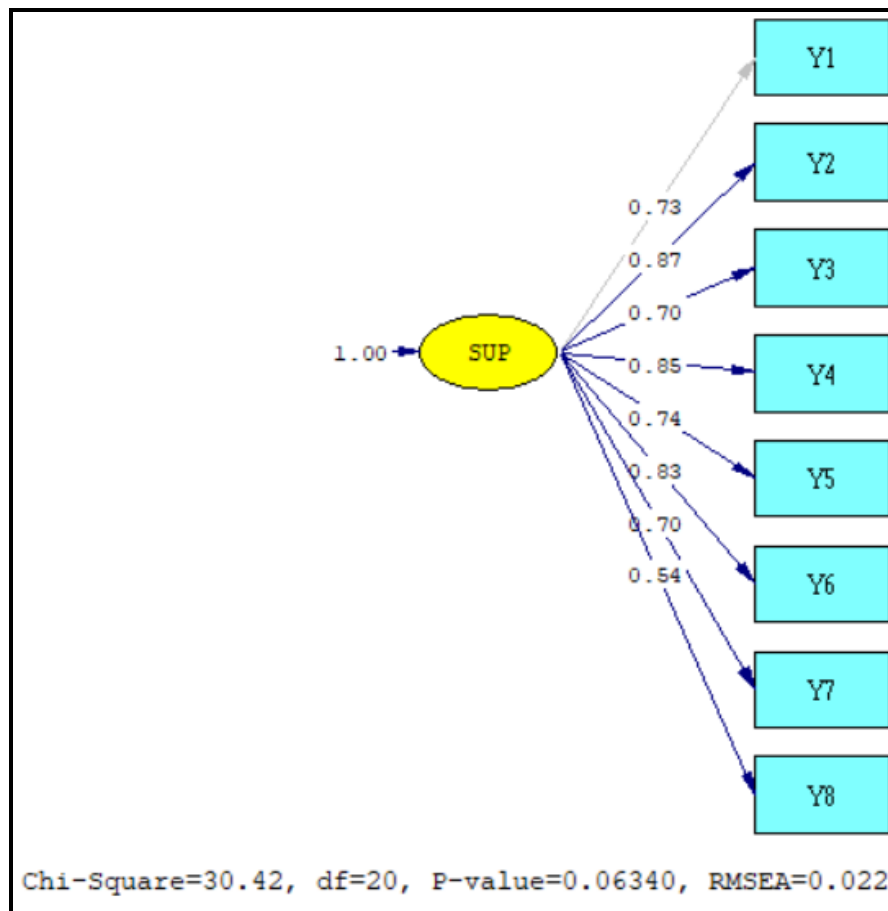 Y1
Y2
0.73
0.87
Y3
0.70
1.00
SUP
0.85
Y4
0.74
0.83
Y5
0.70
0.54
Y6
Y7
Y8
Chi-Square=30.42, df=20, P-value=0.06340, RMSEA=0.022